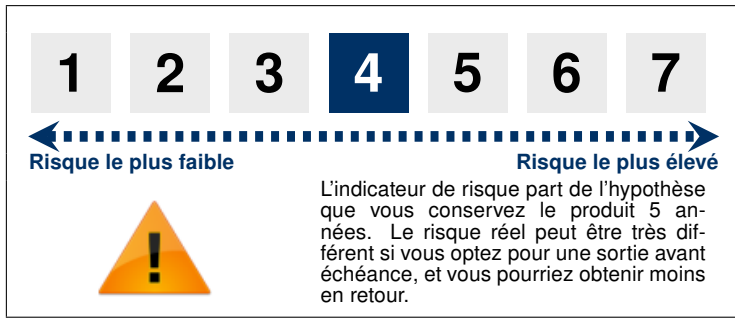 1 2 3 4 5 6 7
Risque le plus faible Risque le plus élevé
L'indicateur de risque part de l'hypothèse
que vous conservez le produit 5 an-
nées. Le risque réel peut être très dif-
férent si vous optez pour une sortie avant
échéance, et vous pourriez obtenir moins
en retour.
!